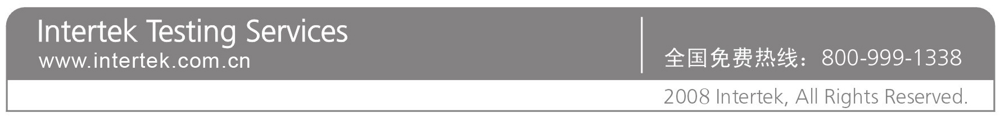 Intertek Testing Services
www.intertek.com.cn
全国免费热线：800-999-1338
2008 Intertek, All Rights Reserved.